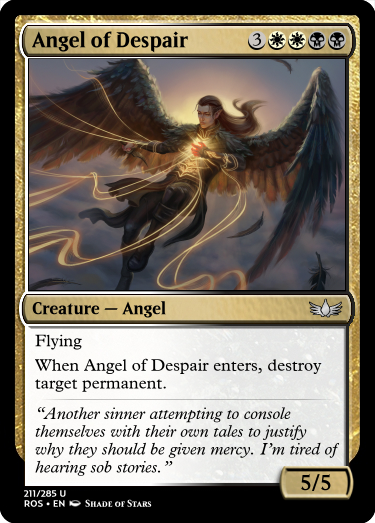 Angel of Despair 3
Creature — Angel
Flying
When Angel of Despair enters, destroy
target permanent.
“Another sinner attempting to console
themselves with their own tales to justify
why they should be given mercy. I’m tired of
hearing sob stories.”
5/5
211/285 U
ROS • EN Shade of Stars